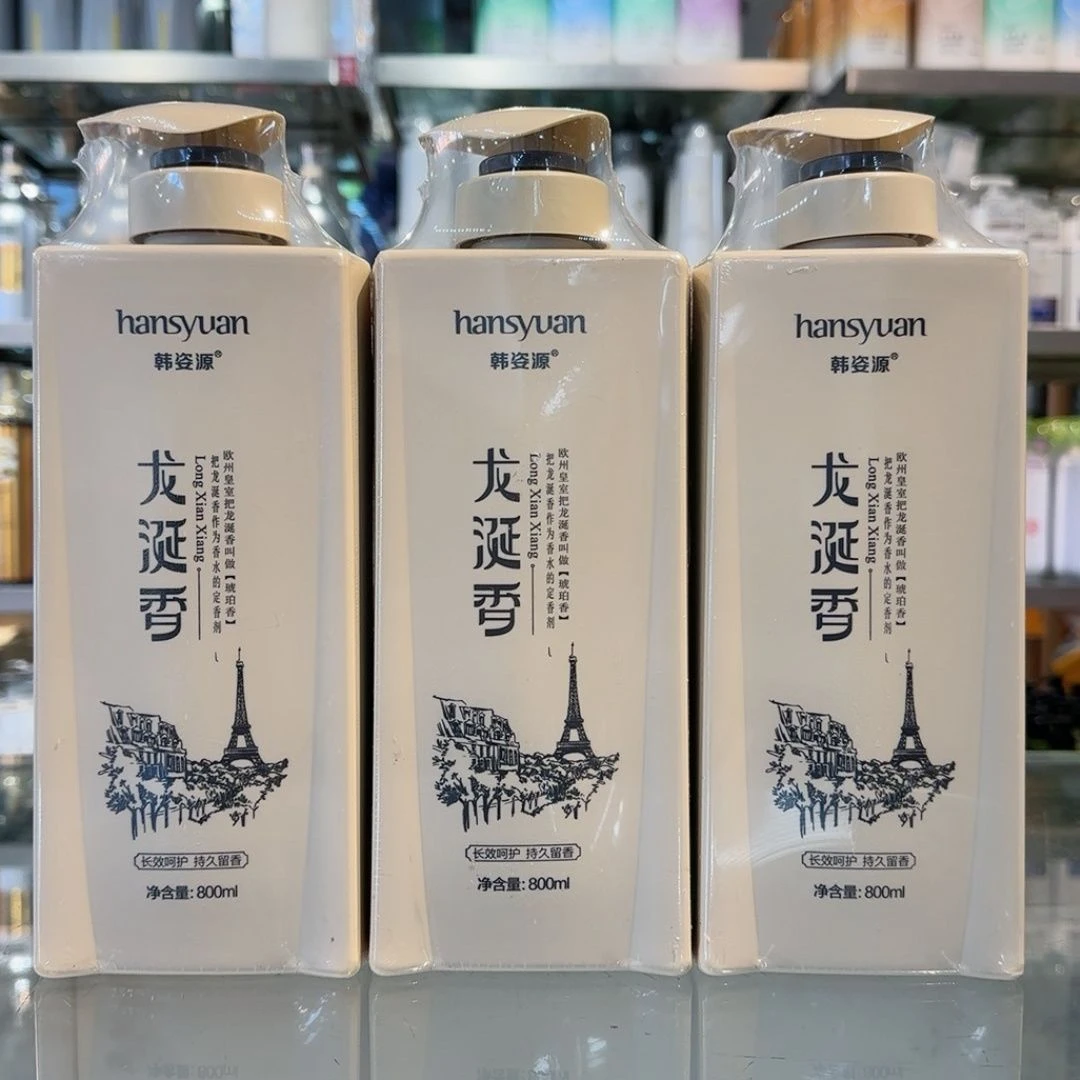 hansyuan
韩姿源®
龙涎香
Long Xian Xiang
欧州皇室把龙涎香叫做【琥珀香】
把龙涎香作为香水的定香剂
长效呵护 持久留香
净含量: 800ml
hansyuan
韩姿源®
龙涎香
Long Xian Xiang
欧州皇室把龙涎香叫做【琥珀香】
把龙涎香作为香水的定香剂
长效呵护 持久留香
净含量: 800ml
hansyuan
韩姿源®
龙涎香
Long Xian Xiang
欧州皇室把龙涎香叫做【琥珀香】
把龙涎香作为香水的定香剂
长效呵护 持久留香
净含量: 800ml